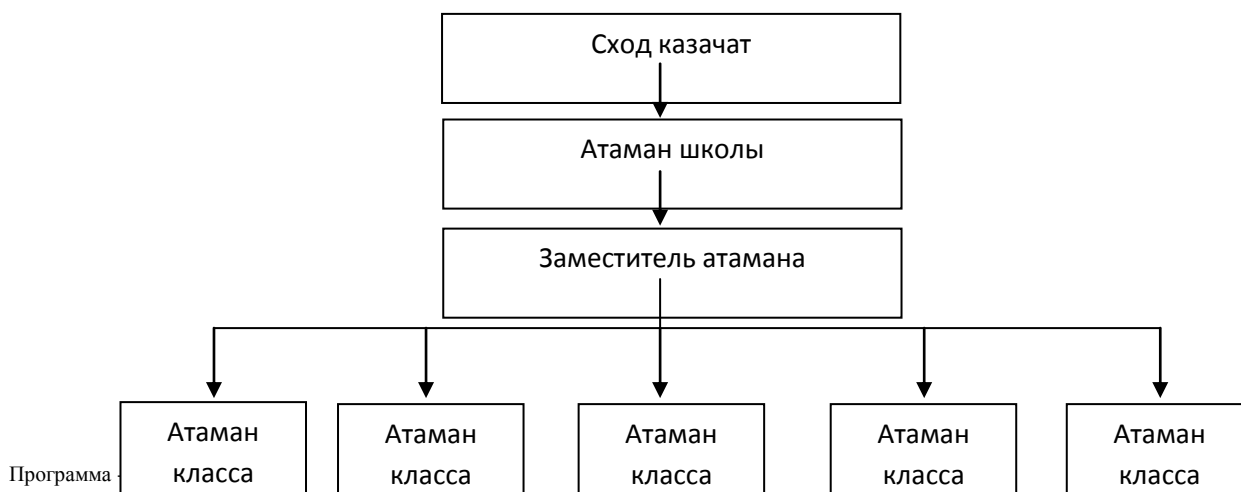 Сход казачат
Атаман школы
Заместитель атамана
Атаман
класса
Атаман
класса
Атаман
класса
Атаман
класса
Атаман
класса
Программа -